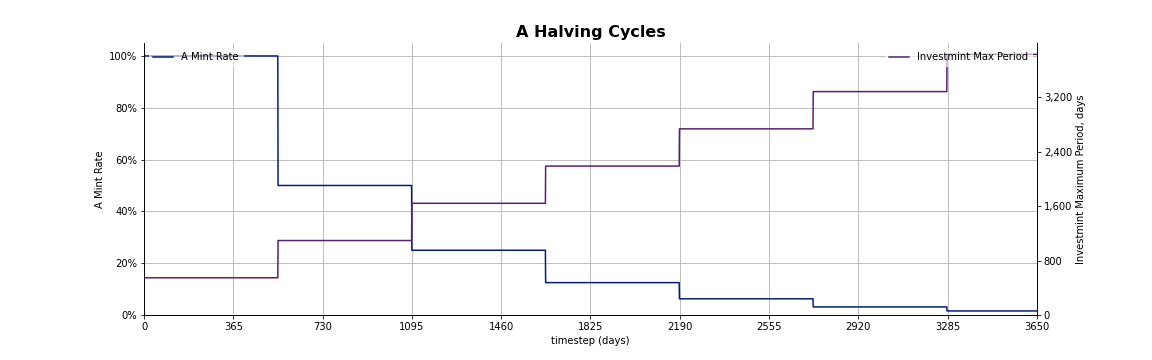 A Halving Cycles
100%
80%
60%
40%
20%
0%
A Mint Rate
A Mint Rate
Investmint Max Period
3,200
2,400
1,600
800
0
Investmint Maximum Period, days
0 365 730 1095 1460 1825 2190 2555 2920 3285 3650
timestep (days)